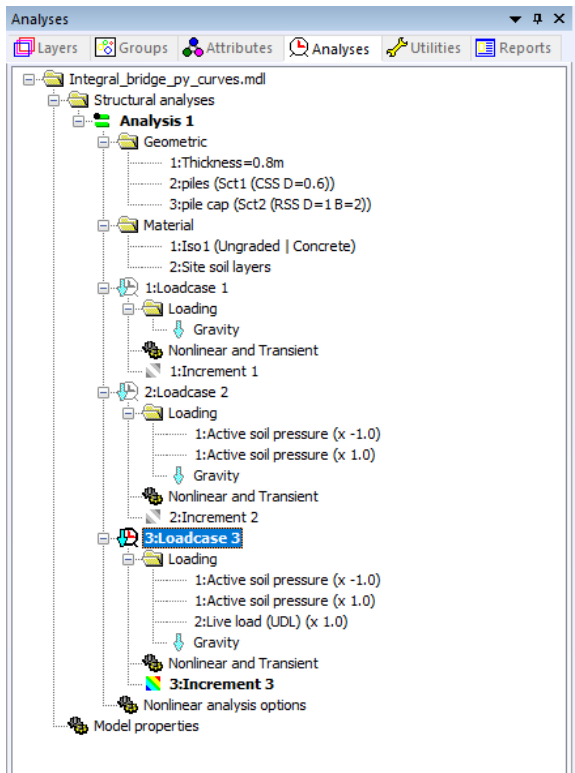 Analyses
Layers Groups Attributes Analyses Utilities Reports
Integral_bridge_py_curves.mdl
Structural analyses
Analysis 1
Geometric
1:Thickness=0.8m
2:piles (Sct1 (CSS D=0.6))
3:pile cap (Sct2 (RSS D=1 B=2))
Material
1:Iso1 (Ungraded | Concrete)
2:Site soil layers
1:Loadcase 1
Loading
Gravity
Nonlinear and Transient
1:Increment 1
2:Loadcase 2
Loading
1:Active soil pressure (x -1.0)
1:Active soil pressure (x 1.0)
Gravity
Nonlinear and Transient
2:Increment 2
3:Loadcase 3
Loading
1:Active soil pressure (x -1.0)
1:Active soil pressure (x 1.0)
2:Live load (UDL) (x 1.0)
Gravity
Nonlinear and Transient
3:Increment 3
Nonlinear analysis options
Model properties